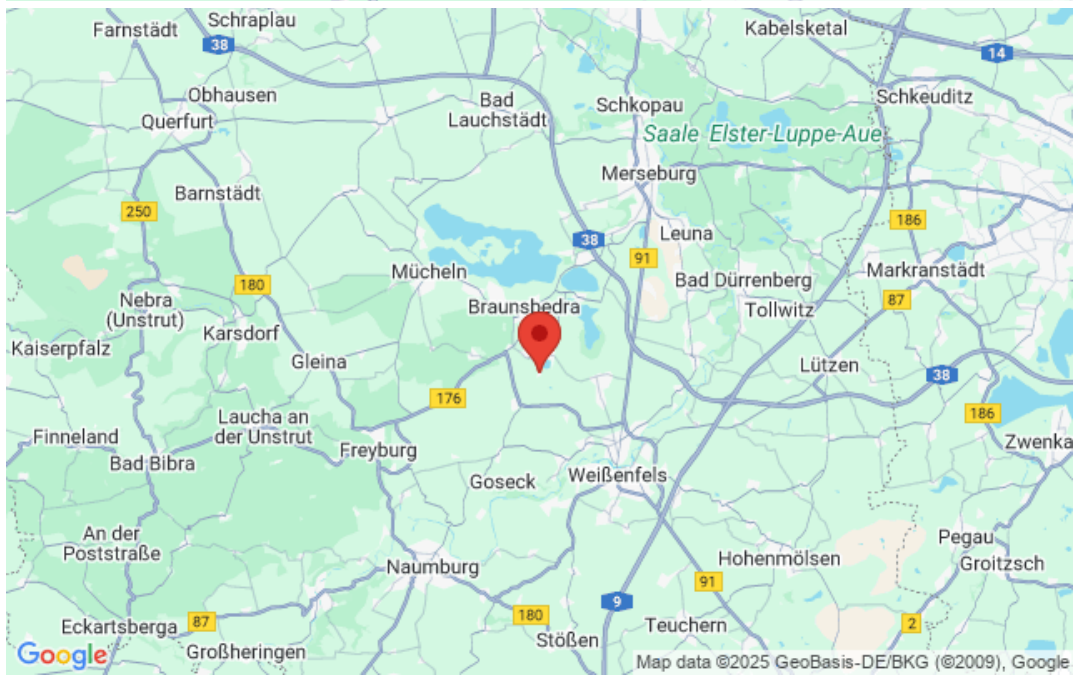 Farnstädt
Schraplau
38
Kabelsketal
14
Obhausen
Bad
Lauchstädt
Schkopau
Schkeuditz
Querfurt
Saale Elster-Luppe-Aue
Merseburg
Barnstädt
250
186
38
Leuna
91
Mücheln
Bad Dürrenberg
Markranstädt
180
87
Nebra
(Unstrut)
Braunsbedra
Tollwitz
Karsdorf
Kaiserpfalz
Gleina
Lützen
38
176
186
Laucha an
der Unstrut
Finneland
Zwenka
Freyburg
Bad Bibra
Goseck
Weißenfels
An der
Poststraße
Pegau
Hohenmölsen
Groitzsch
Naumburg
91
9
180
87
2
Eckartsberga
Teuchern
Stößen
Großheringen
Google
Map data ©2025 GeoBasis-DE/BKG (©2009), Google